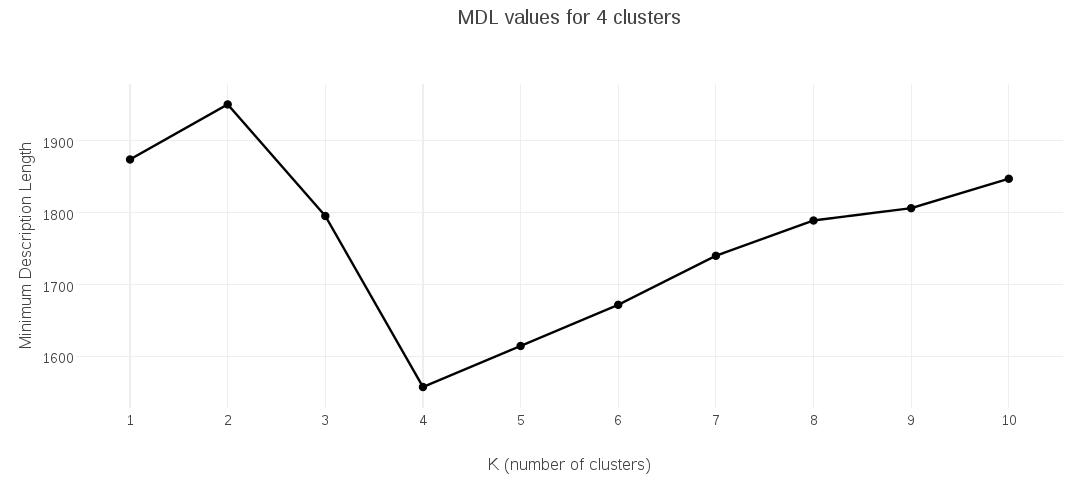 MDL values for 4 clusters
Minimum Description Length
1900
1800
1700
1600
1 2 3 4 5 6 7 8 9 10
K (number of clusters)